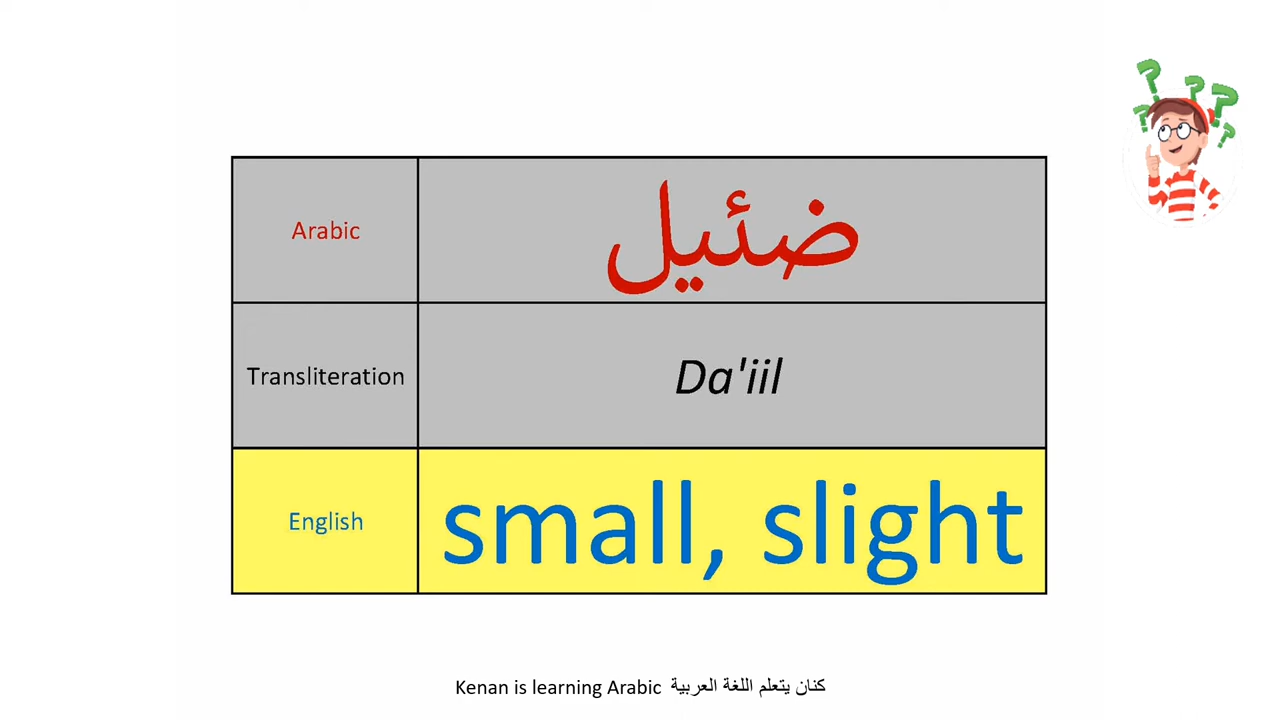 Arabic ضئيل
Transliteration Da'iil
English small, slight
Kenan is learning Arabic كنان يتعلم اللغة العربية